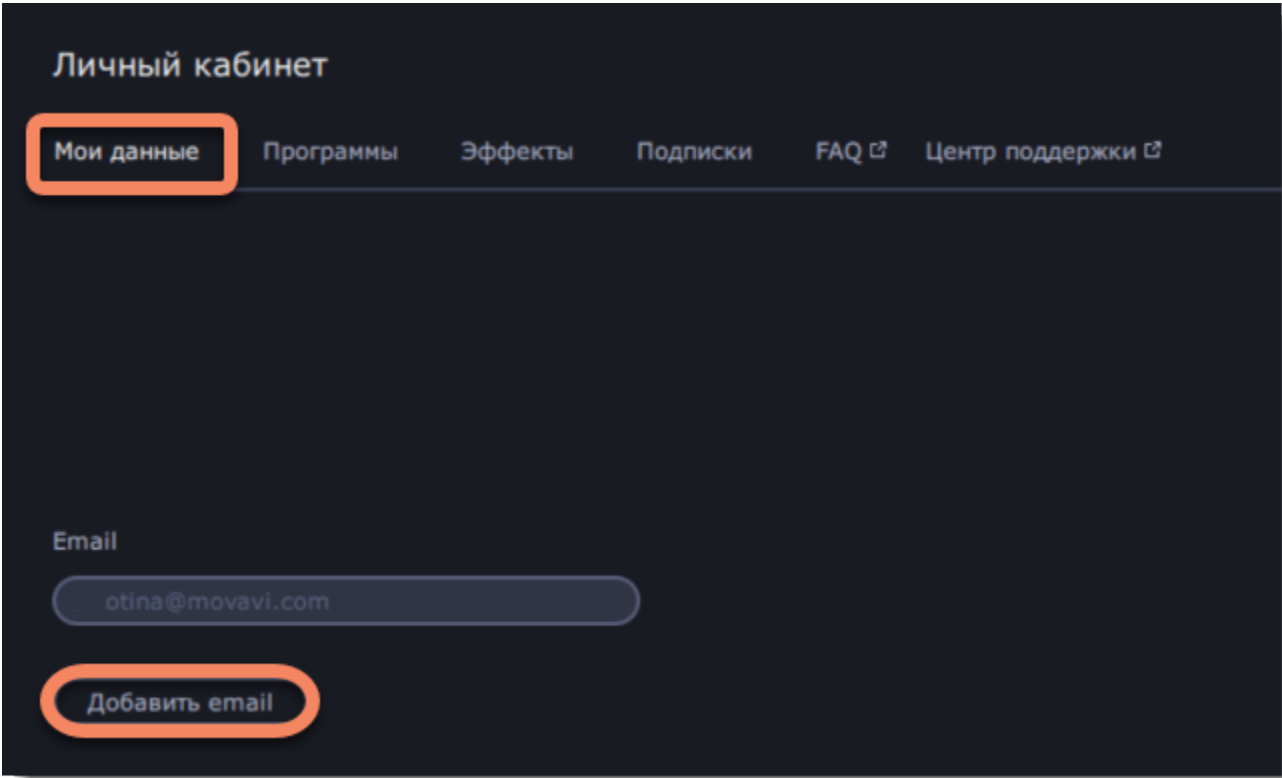 Личный кабинет
Мои данные Программы Эффекты Подписки FAQ Центр поддержки
Email
otina@movavi.com
Добавить email